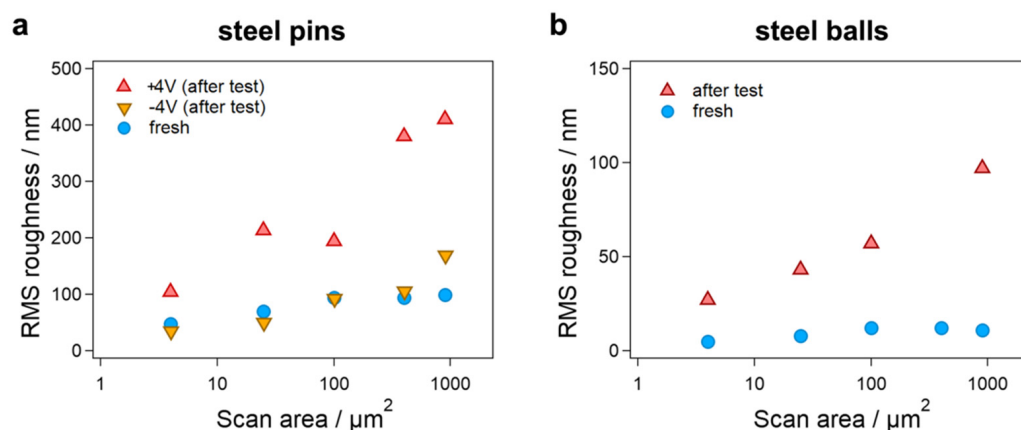 a
steel pins
RMS roughness / nm
500
400
300
200
100
0
+4V (after test)
-4V (after test)
fresh
1 10 100 1000
Scan area / µm²
b
steel balls
RMS roughness / nm
150
100
50
0
after test
fresh
1 10 100 1000
Scan area / µm²